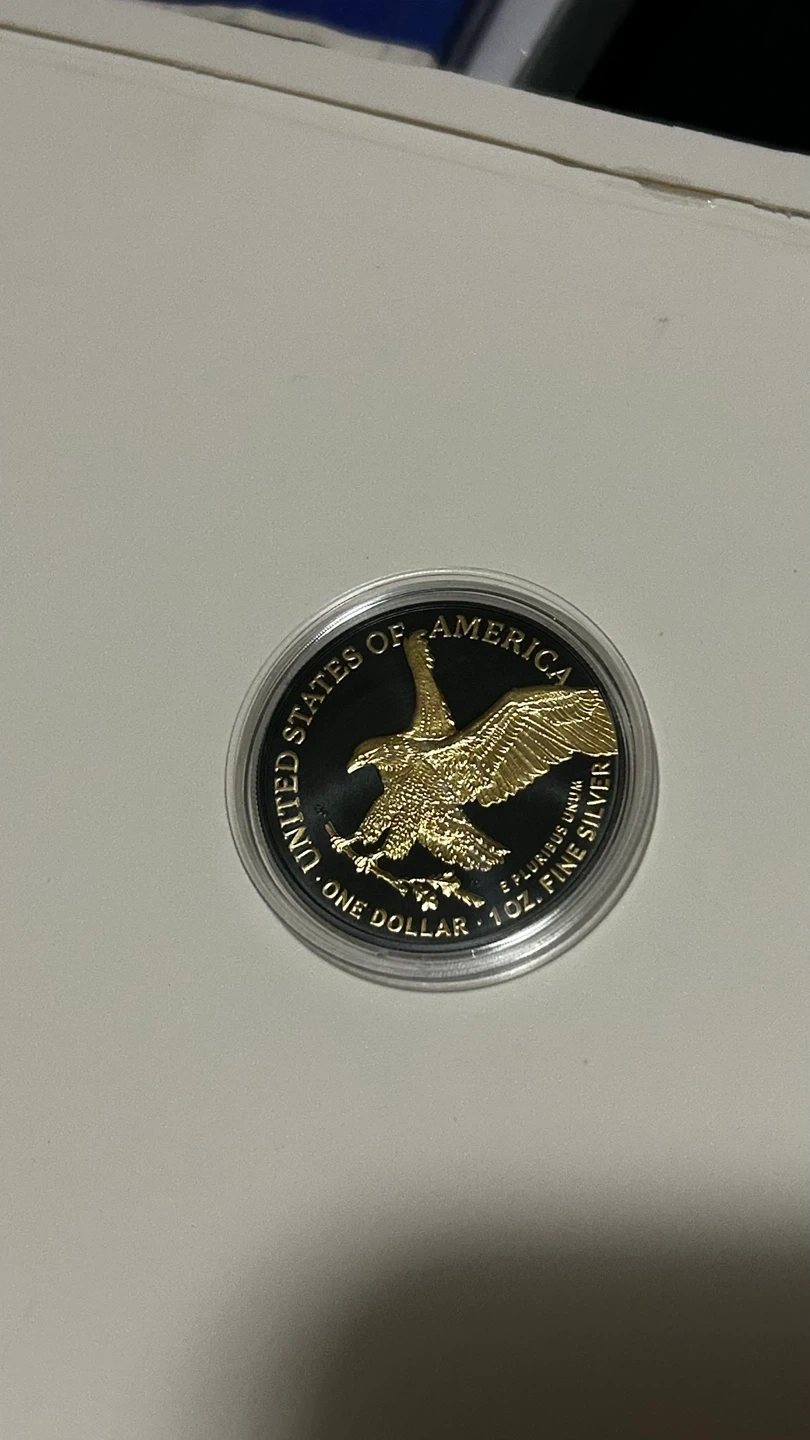 UNITED STATES OF AMERICA
E PLURIBUS UNUM
· ONE DOLLAR · 1 OZ. FINE SILVER